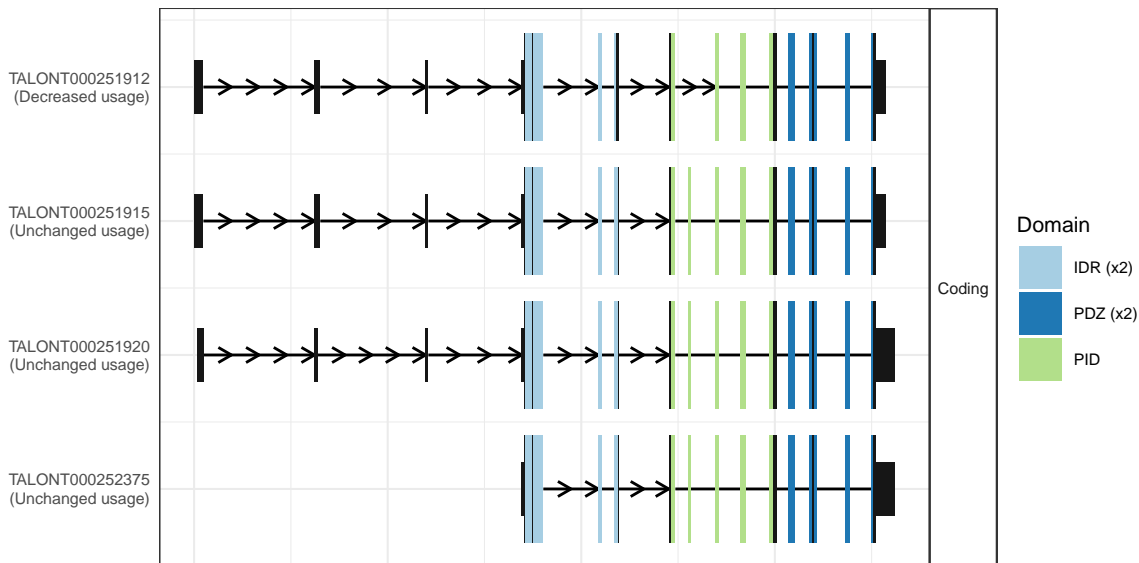 TALONT000251912
(Decreased usage)
TALONT000251915
(Unchanged usage)
TALONT000251920
(Unchanged usage)
TALONT000252375
(Unchanged usage)
Coding
Domain
IDR (x2)
PDZ (x2)
PID